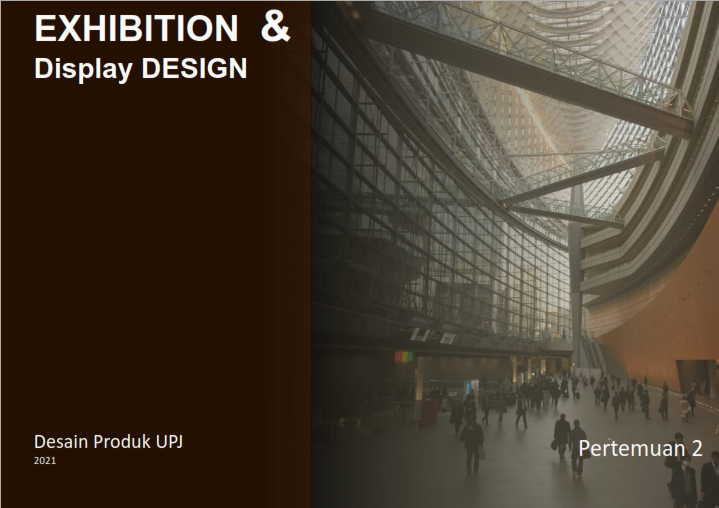 EXHIBITION &
Display DESIGN
Desain Produk UPJ
2021
Pertemuan 2